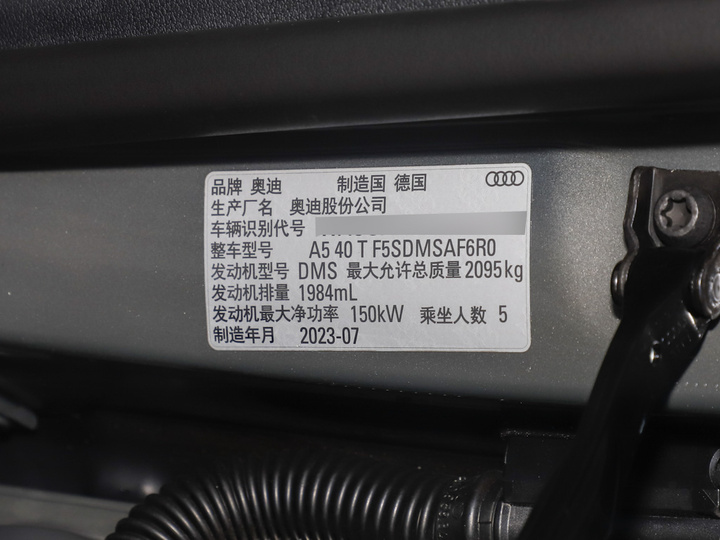 品牌 奥迪 制造国 德国
生产厂名 奥迪股份公司
车辆识别代号
整车型号 A5 40 T F5SDMSAF6R0
发动机型号 DMS 最大允许总质量 2095kg
发动机排量 1984mL
发动机最大净功率 150kW 乘坐人数 5
制造年月 2023-07